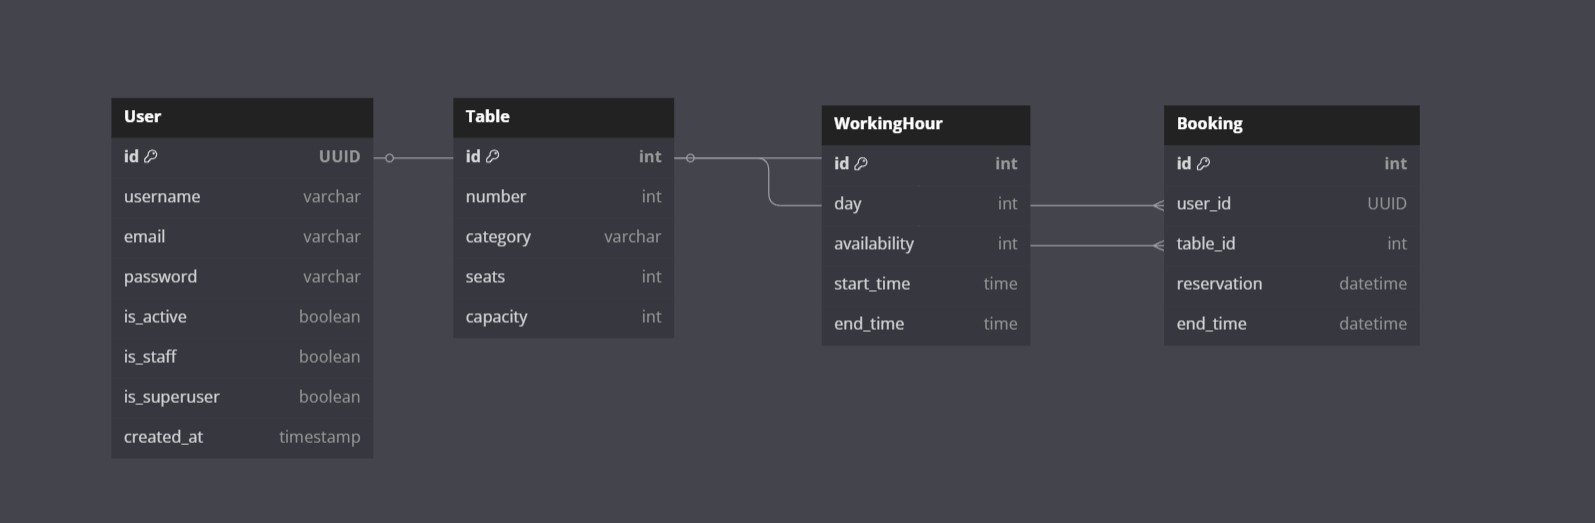 User
id UUID
username varchar
email varchar
password varchar
is_active boolean
is_staff boolean
is_superuser boolean
created_at timestamp
Table
id int
number int
category varchar
seats int
capacity int
WorkingHour
id int
day int
availability int
start_time time
end_time time
Booking
id int
user_id UUID
table_id int
reservation datetime
end_time datetime